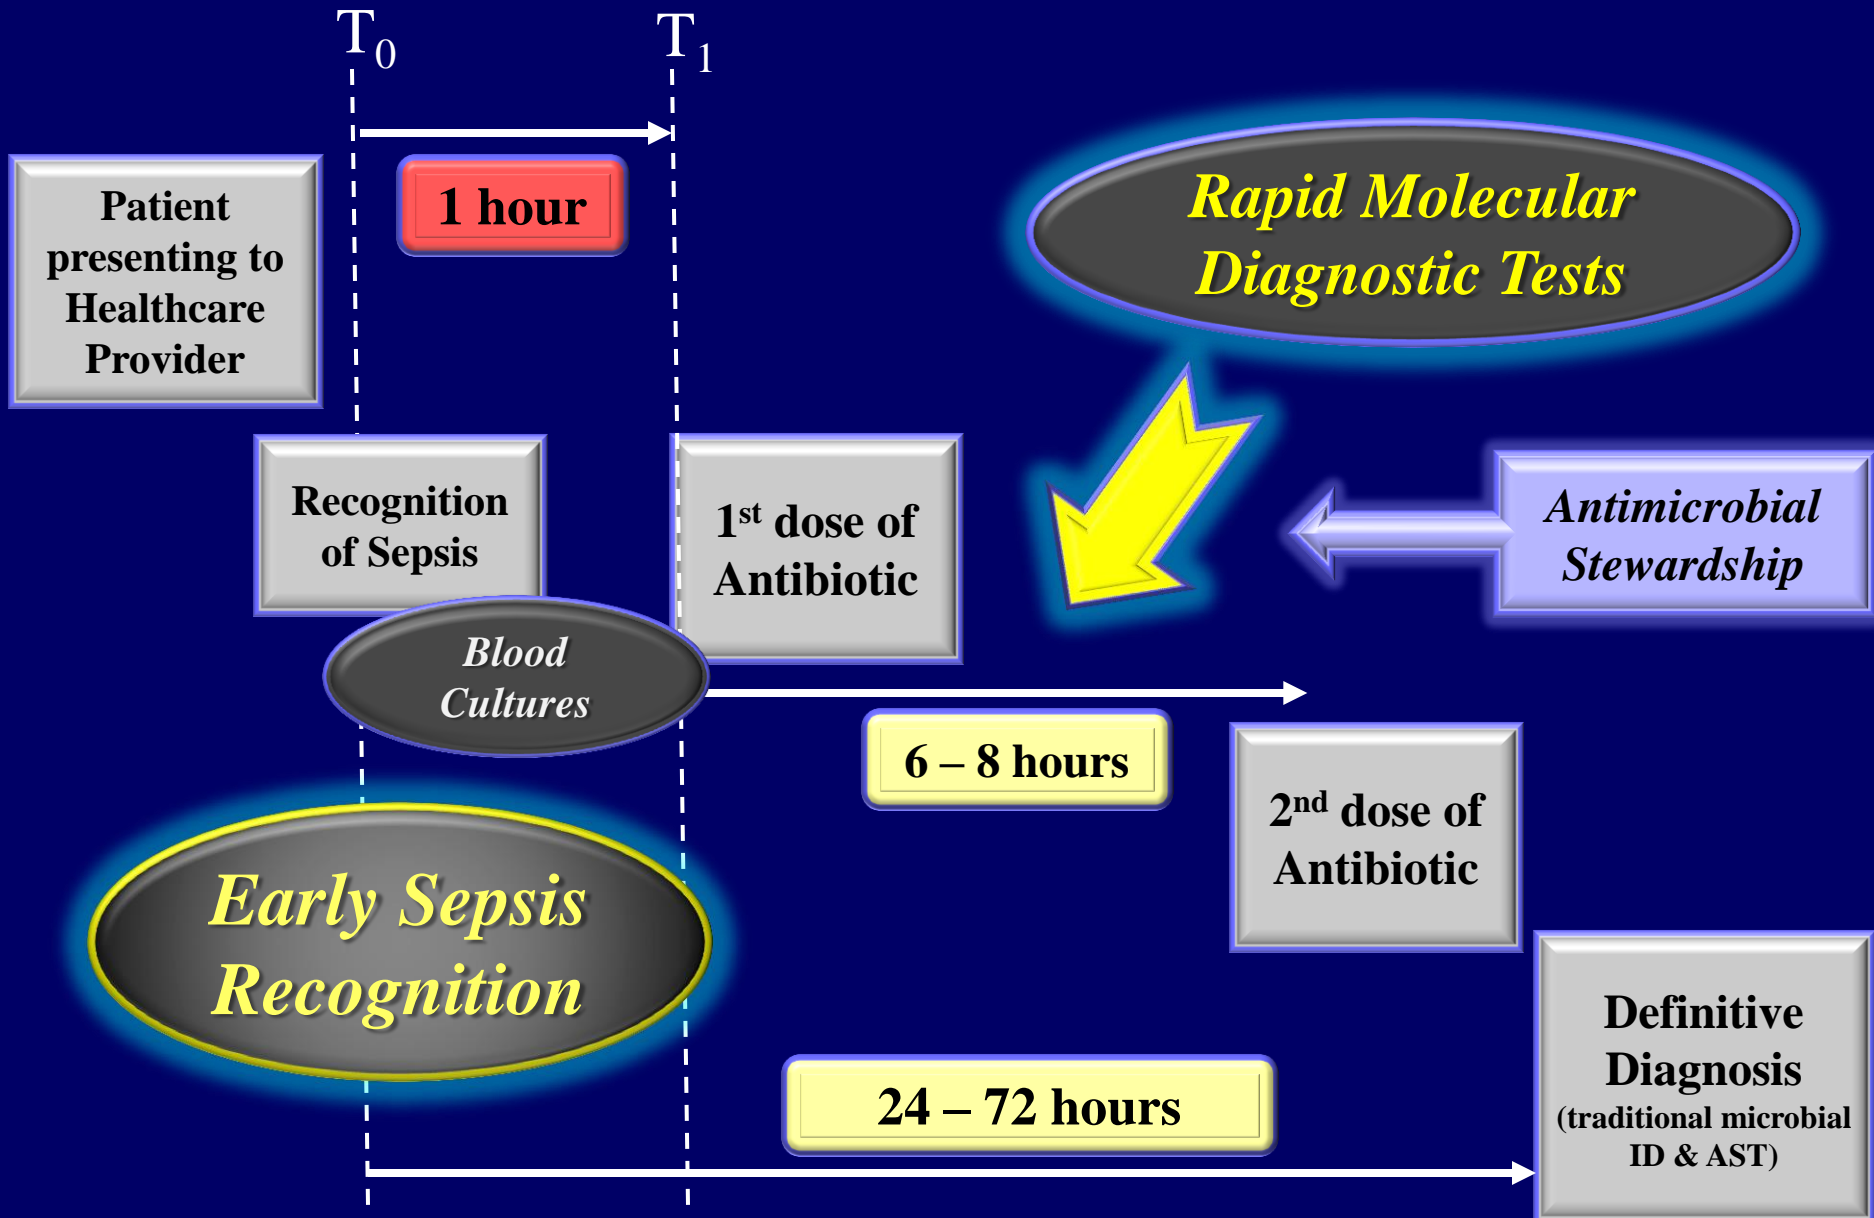 T₀
T₁
1 hour
Patient
presenting to
Healthcare
Provider
Rapid Molecular
Diagnostic Tests
Recognition
of Sepsis
1st dose of
Antibiotic
Antimicrobial
Stewardship
Blood
Cultures
6 – 8 hours
2nd dose of
Antibiotic
Early Sepsis
Recognition
24 – 72 hours
Definitive
Diagnosis
(traditional microbial
ID & AST)